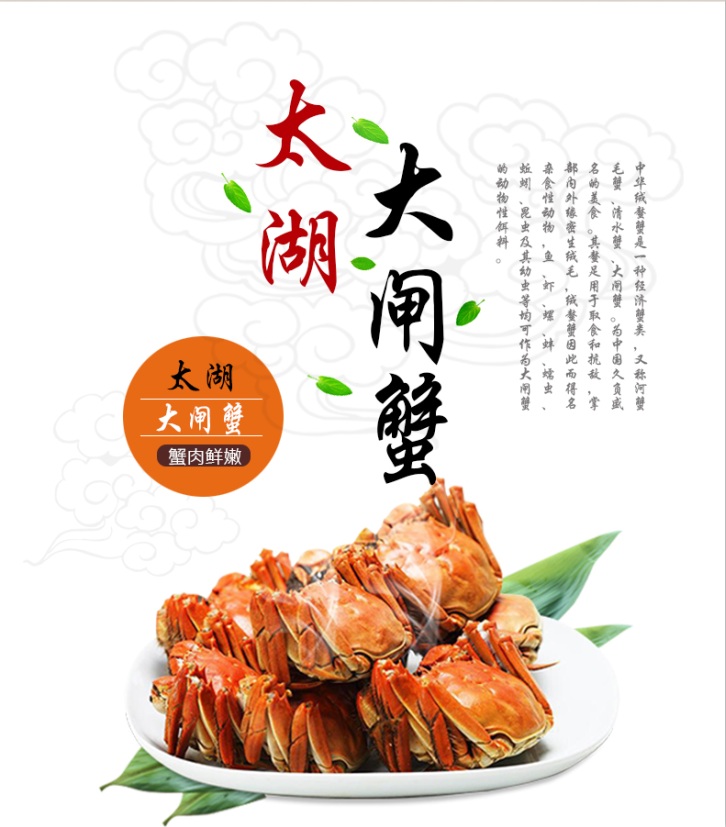 太湖
大闸蟹
中华绒螯蟹是一种经济蟹类，又称河蟹
毛蟹、清水蟹、大闸蟹。为中国久负盛
名的美食。其螯足用于取食和抗敌，掌
部内外缘密生绒毛，绒螯蟹因此而得名
杂食性动物，鱼、虾、螺、蚌、蠕虫、
蚯蚓、昆虫及其幼虫等均可作为大闸蟹
的动物性饵料。
太湖
大闸蟹
蟹肉鲜嫩